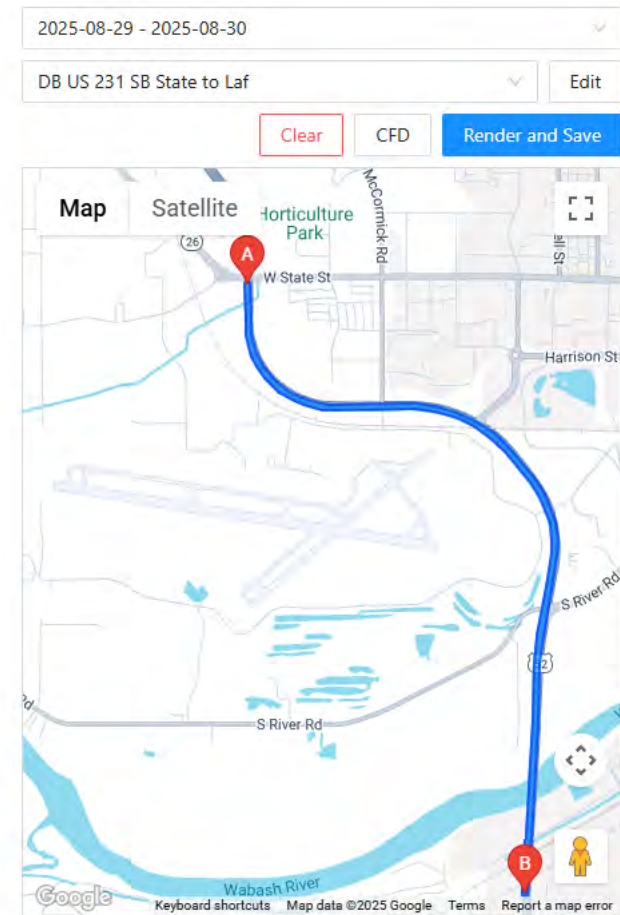 2025-08-29 - 2025-08-30
DB US 231 SB State to Laf
Edit
Clear
CFD
Render and Save
Map
Satellite
Horticulture
Park
McCormick Rd
ell St
26
A
W State St
Harrison St
S River Rd
52
S River Rd
Rd
B
Wabash River
Google
Keyboard shortcuts
Map data ©2025 Google
Terms
Report a map error